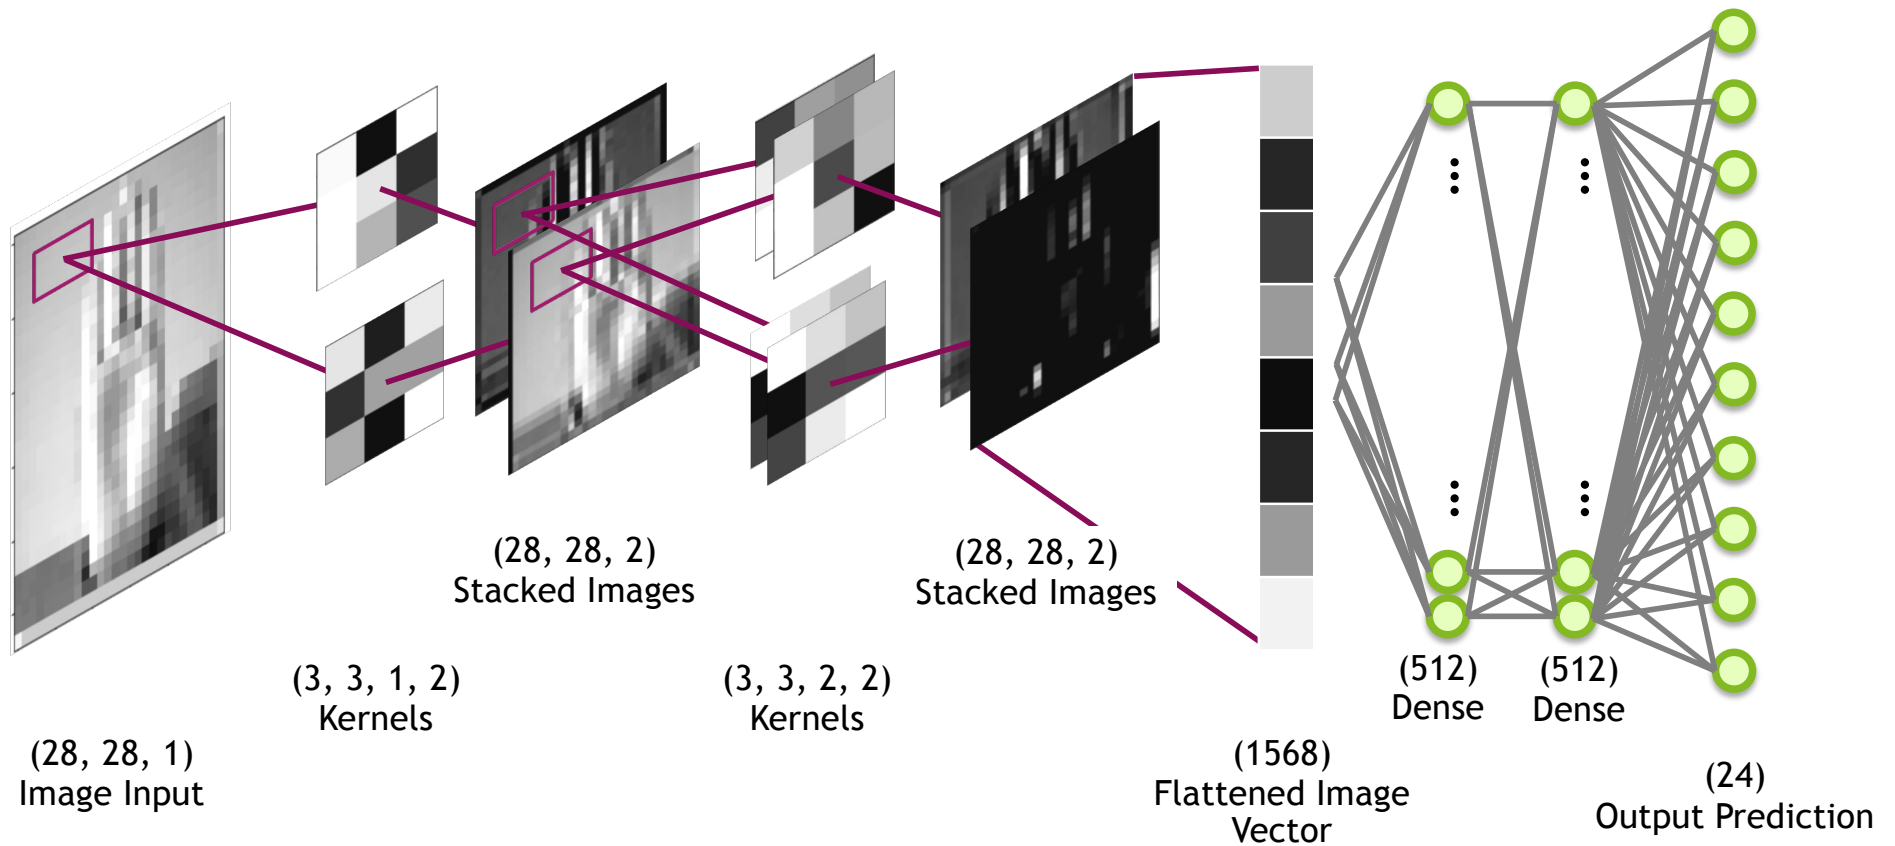 (28, 28, 1)
Image Input
(3, 3, 1, 2)
Kernels
(28, 28, 2)
Stacked Images
(3, 3, 2, 2)
Kernels
(28, 28, 2)
Stacked Images
(1568)
Flattened Image
Vector
(512)
Dense
(512)
Dense
(24)
Output Prediction